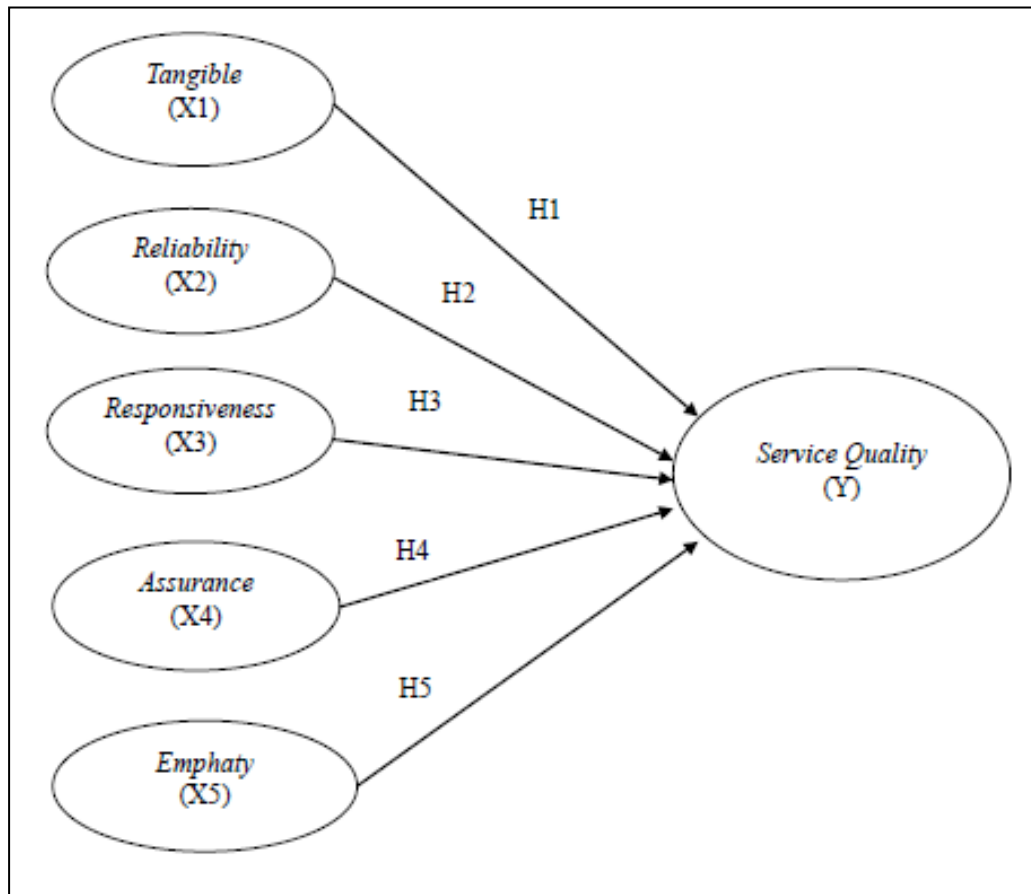 Tangible
(X1)
H1
Reliability
(X2)
H2
Responsiveness
(X3)
H3
Service Quality
(Y)
Assurance
(X4)
H4
Emphaty
(X5)
H5